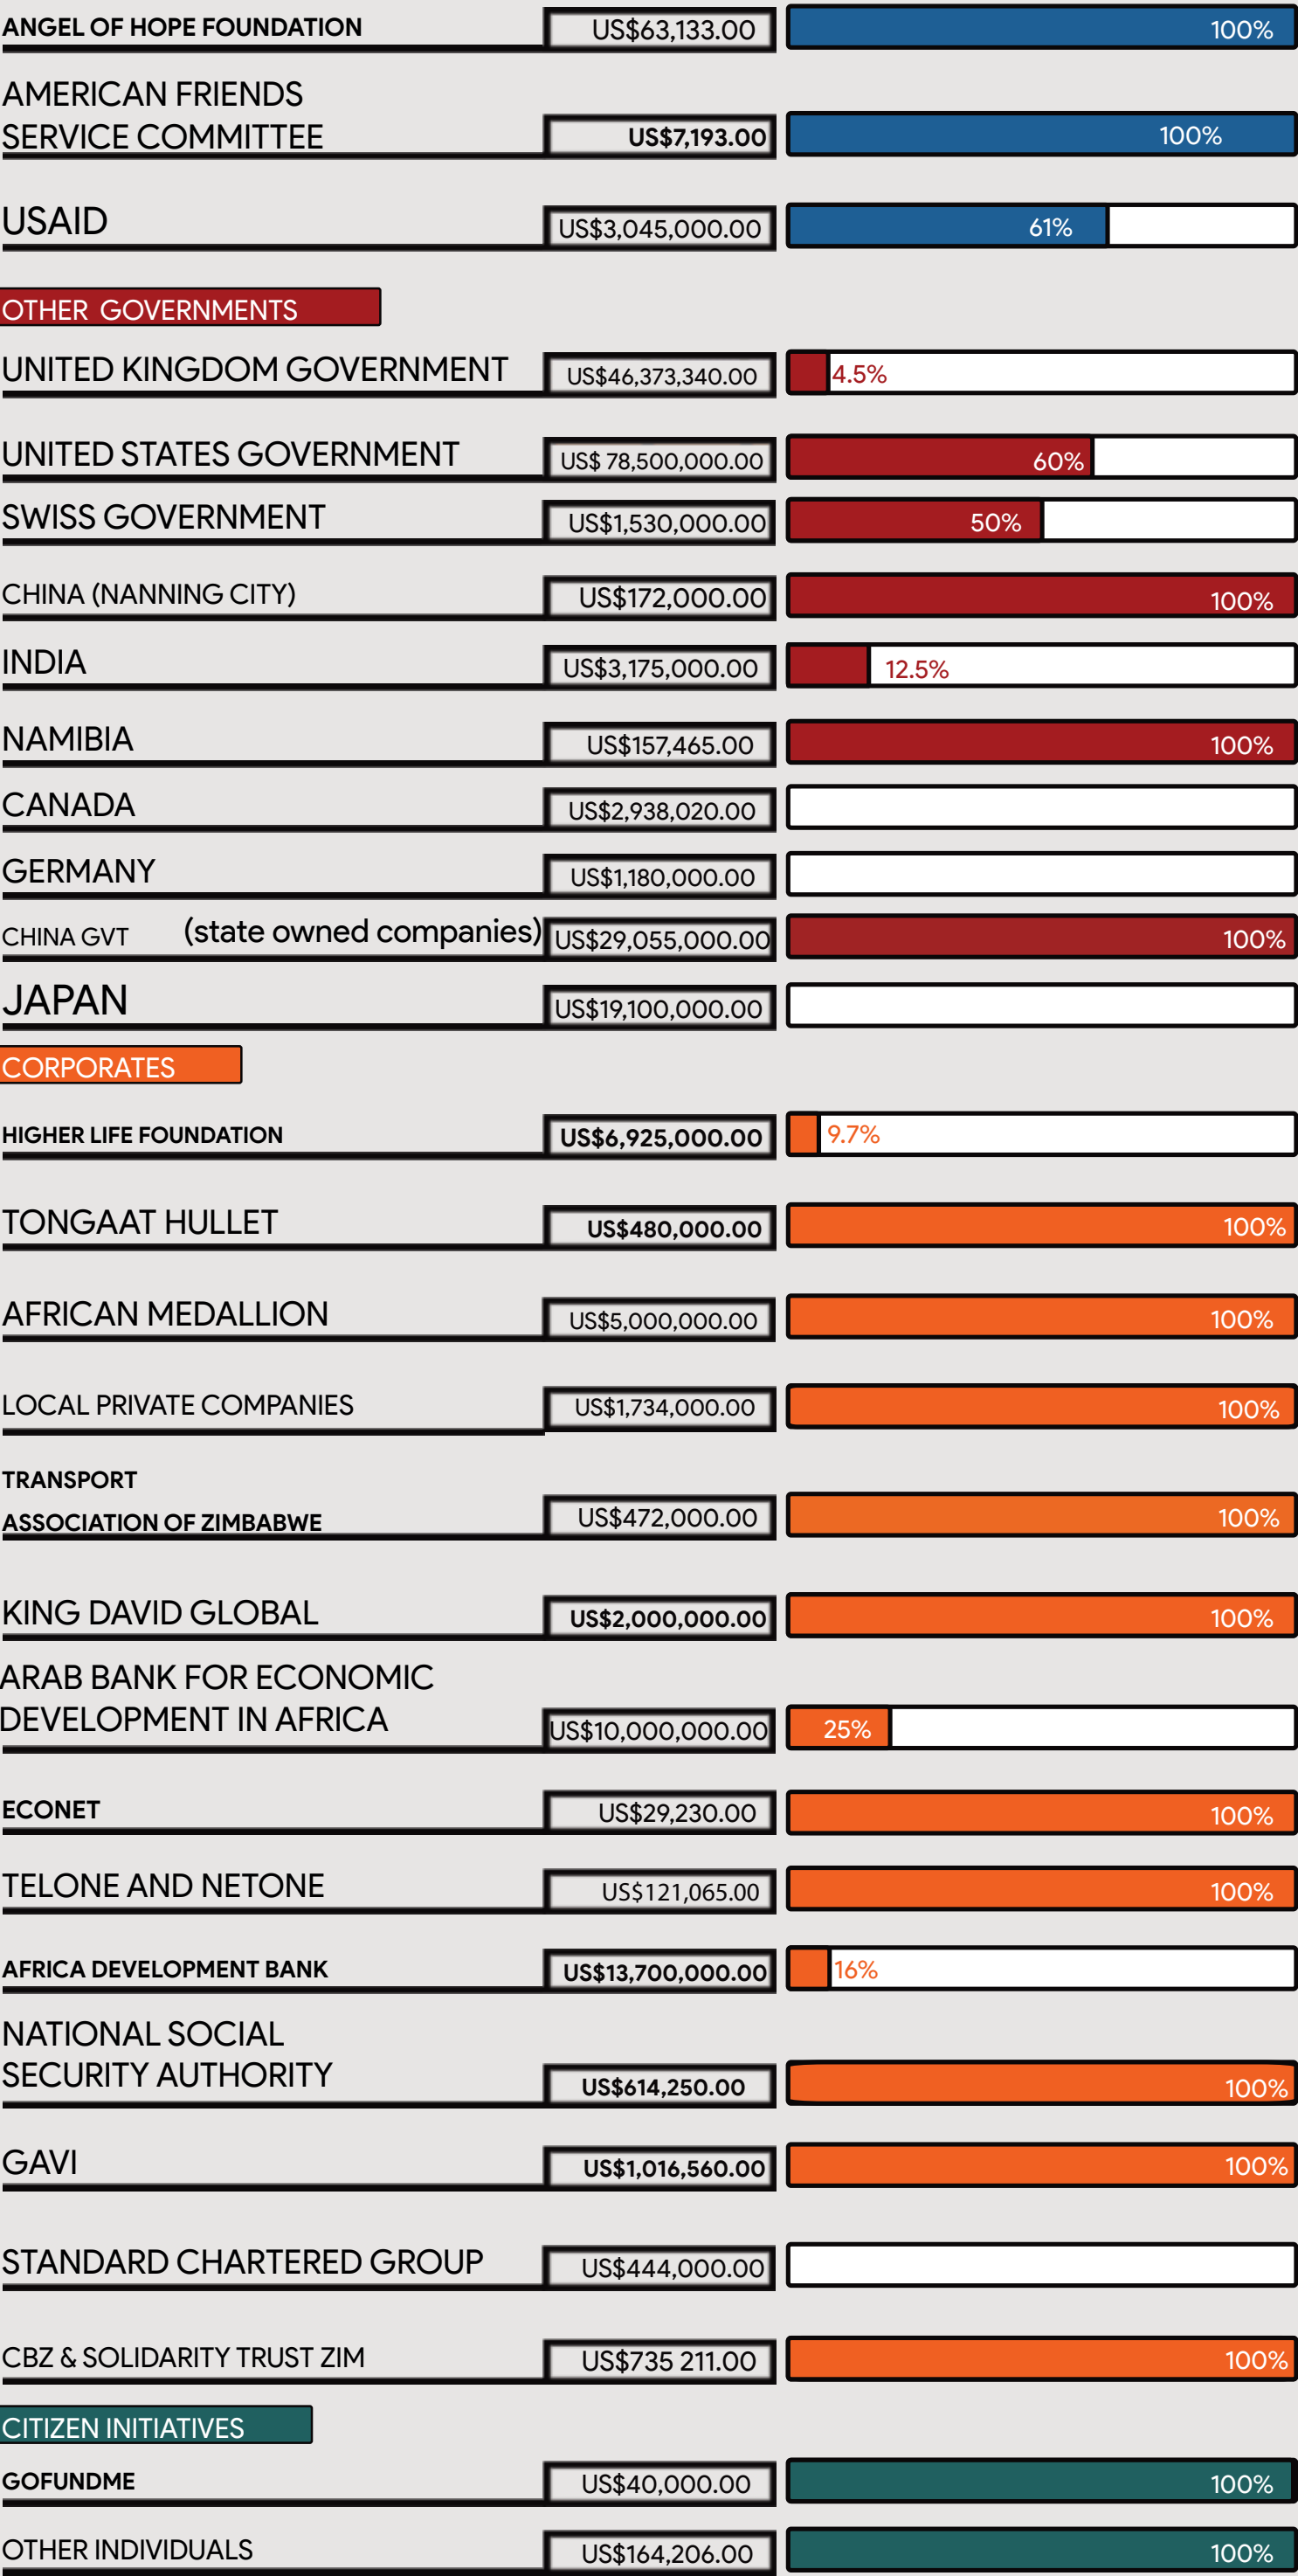 ANGEL OF HOPE FOUNDATION US$63,133.00 100%
AMERICAN FRIENDS
SERVICE COMMITTEE US$7,193.00 100%
USAID US$3,045,000.00 61%
OTHER GOVERNMENTS
UNITED KINGDOM GOVERNMENT US$46,373,340.00 4.5%
UNITED STATES GOVERNMENT US$ 78,500,000.00 60%
SWISS GOVERNMENT US$1,530,000.00 50%
CHINA (NANNING CITY) US$172,000.00 100%
INDIA US$3,175,000.00 12.5%
NAMIBIA US$157,465.00 100%
CANADA US$2,938,020.00
GERMANY US$1,180,000.00
CHINA GVT (state owned companies) US$29,055,000.00 100%
JAPAN US$19,100,000.00
CORPORATES
HIGHER LIFE FOUNDATION US$6,925,000.00 9.7%
TONGAAT HULLET US$480,000.00 100%
AFRICAN MEDALLION US$5,000,000.00 100%
LOCAL PRIVATE COMPANIES US$1,734,000.00 100%
TRANSPORT
ASSOCIATION OF ZIMBABWE US$472,000.00 100%
KING DAVID GLOBAL US$2,000,000.00 100%
ARAB BANK FOR ECONOMIC
DEVELOPMENT IN AFRICA US$10,000,000.00 25%
ECONET US$29,230.00 100%
TELONE AND NETONE US$121,065.00 100%
AFRICA DEVELOPMENT BANK US$13,700,000.00 16%
NATIONAL SOCIAL
SECURITY AUTHORITY US$614,250.00 100%
GAVI US$1,016,560.00 100%
STANDARD CHARTERED GROUP US$444,000.00
CBZ & SOLIDARITY TRUST ZIM US$735 211.00 100%
CITIZEN INITIATIVES
GOFUNDME US$40,000.00 100%
OTHER INDIVIDUALS US$164,206.00 100%